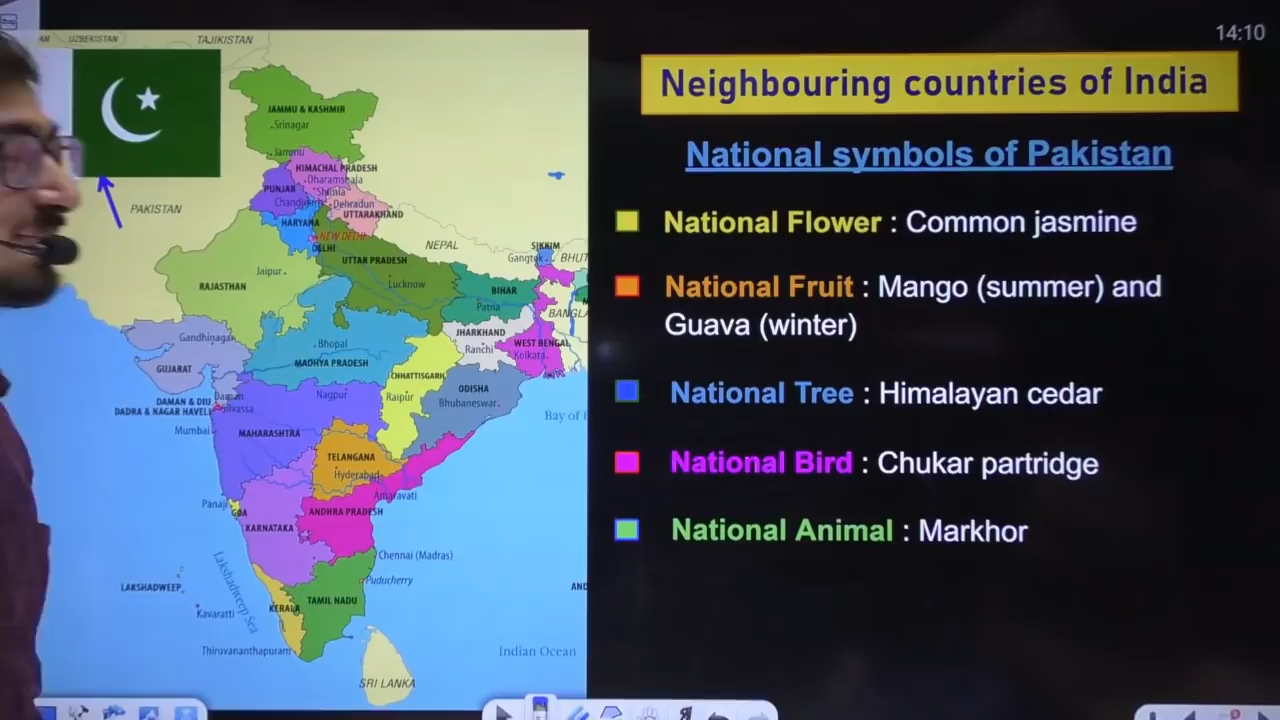 14:10
UZBEKISTAN
TAJIKISTAN
Neighbouring countries of India
National symbols of Pakistan
National Flower : Common jasmine
National Fruit : Mango (summer) and
Guava (winter)
National Tree : Himalayan cedar
National Bird : Chukar partridge
National Animal : Markhor
JAMMU & KASHMIR
Srinagar
Jammu
HIMACHAL PRADESH
Dharamshala
PUNJAB
Shimla
Chandigarh
Dehradun
PAKISTAN
UTTARAKHAND
HARYANA
NEW DELHI
DELHI
NEPAL
SIKKIM
Gangtok
BHUT
UTTAR PRADESH
Jaipur
RAJASTHAN
Lucknow
BIHAR
Patna
BANGLA
Gandhinagar
Bhopal
JHARKHAND
Ranchi
WEST BENGAL
Kolkata
MADHYA PRADESH
GUJARAT
CHHATTISGARH
ODISHA
Nagpur
Raipur
Bhubaneswar
DAMAN & DIU
Daman
DADRA & NAGAR HAVELI
Silvassa
Bay of
Mumbai
MAHARASHTRA
TELANGANA
Hyderabad
Amaravati
Panaji
GOA
ANDHRA PRADESH
KARNATAKA
Chennai (Madras)
Lakshadweep Sea
Puducherry
LAKSHADWEEP
AND
TAMIL NADU
KERALA
Kavaratti
Thiruvananthapuram
Indian Ocean
SRI LANKA